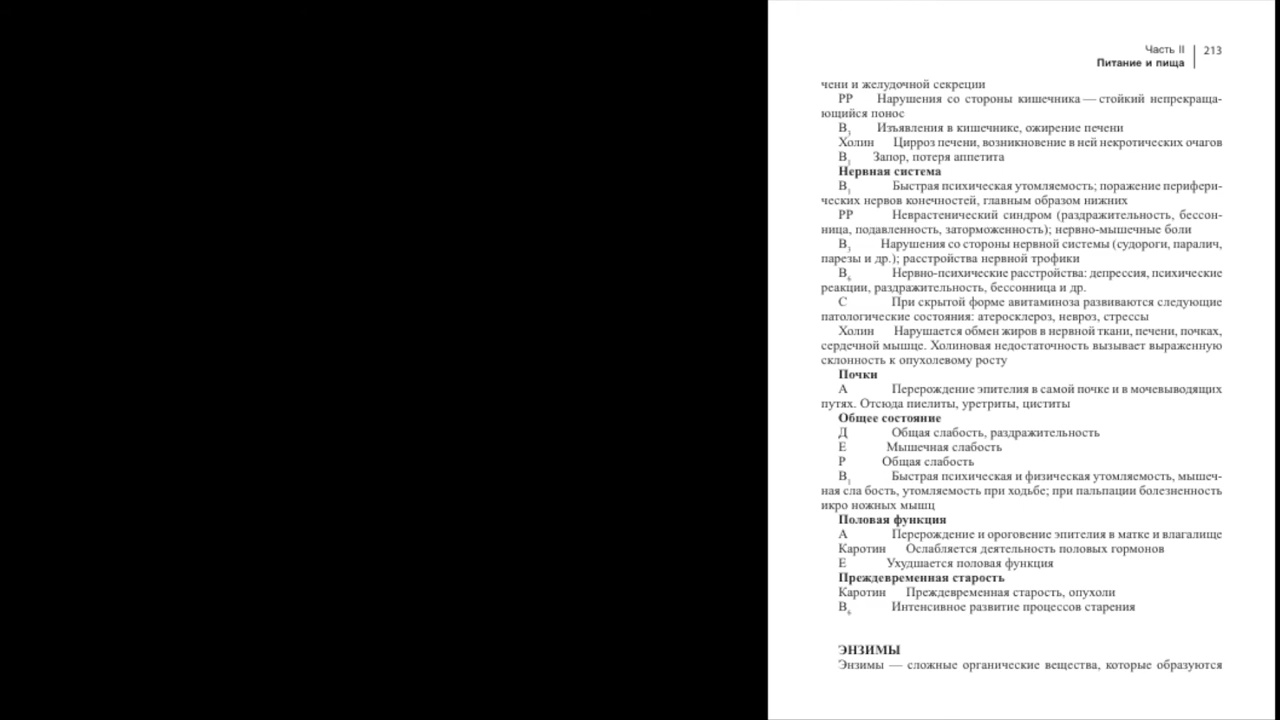 Часть II 213
Питание и пища
чени и желудочной секреции
РР Нарушения со стороны кишечника — стойкий непрекраща-
ющийся понос
В₃ Изъявления в кишечнике, ожирение печени
Холин Цирроз печени, возникновение в ней некротических очагов
В₁ Запор, потеря аппетита
Нервная система
В₁ Быстрая психическая утомляемость; поражение перифери-
ческих нервов конечностей, главным образом нижних
РР Неврастенический синдром (раздражительность, бессон-
ница, подавленность, заторможенность); нервно-мышечные боли
В₃ Нарушения со стороны нервной системы (судороги, паралич,
парезы и др.); расстройства нервной трофики
В₆ Нервно-психические расстройства: депрессия, психические
реакции, раздражительность, бессонница и др.
С При скрытой форме авитаминоза развиваются следующие
патологические состояния: атеросклероз, невроз, стрессы
Холин Нарушается обмен жиров в нервной ткани, печени, почках,
сердечной мышце. Холиновая недостаточность вызывает выраженную
склонность к опухолевому росту
Почки
А Перерождение эпителия в самой почке и в мочевыводящих
путях. Отсюда пиелиты, уретриты, циститы
Общее состояние
Д Общая слабость, раздражительность
Е Мышечная слабость
Р Общая слабость
В₁ Быстрая психическая и физическая утомляемость, мышеч-
ная сла бость, утомляемость при ходьбе; при пальпации болезненность
икро ножных мышц
Половая функция
А Перерождение и ороговение эпителия в матке и влагалище
Каротин Ослабляется деятельность половых гормонов
Е Ухудшается половая функция
Преждевременная старость
Каротин Преждевременная старость, опухоли
В₆ Интенсивное развитие процессов старения
ЭНЗИМЫ
Энзимы — сложные органические вещества, которые образуются